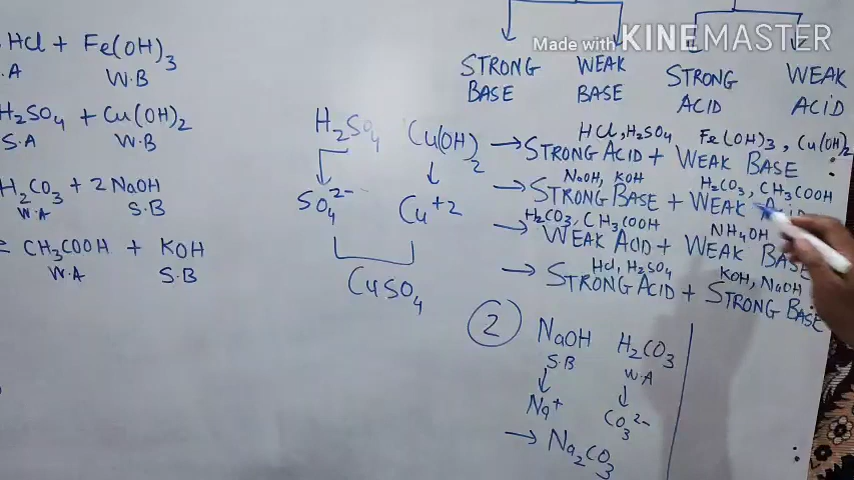 Made with KINEMASTER
HCl + Fe(OH)3
.A W.B
H2SO4 + Cu(OH)2
S.A W.B
H2CO3 + 2NaOH
W.A S.B
CH3COOH + KOH
W.A S.B
H2SO4 Cu(OH)2
SO4 2- Cu+2
CuSO4
STRONG BASE
WEAK BASE
STRONG ACID
WEAK ACID
HCl, H2SO4 Fe(OH)3, Cu(OH)2
→ STRONG ACID + WEAK BASE
NaOH, KOH H2CO3, CH3COOH
→ STRONG BASE + WEAK ACID
H2CO3, CH3COOH NH4OH
→ WEAK ACID + WEAK BASE
HCl, H2SO4 KOH, NaOH
→ STRONG ACID + STRONG BASE
2 NaOH H2CO3
S.B W.A
Na+ CO3 2-
→ Na2CO3